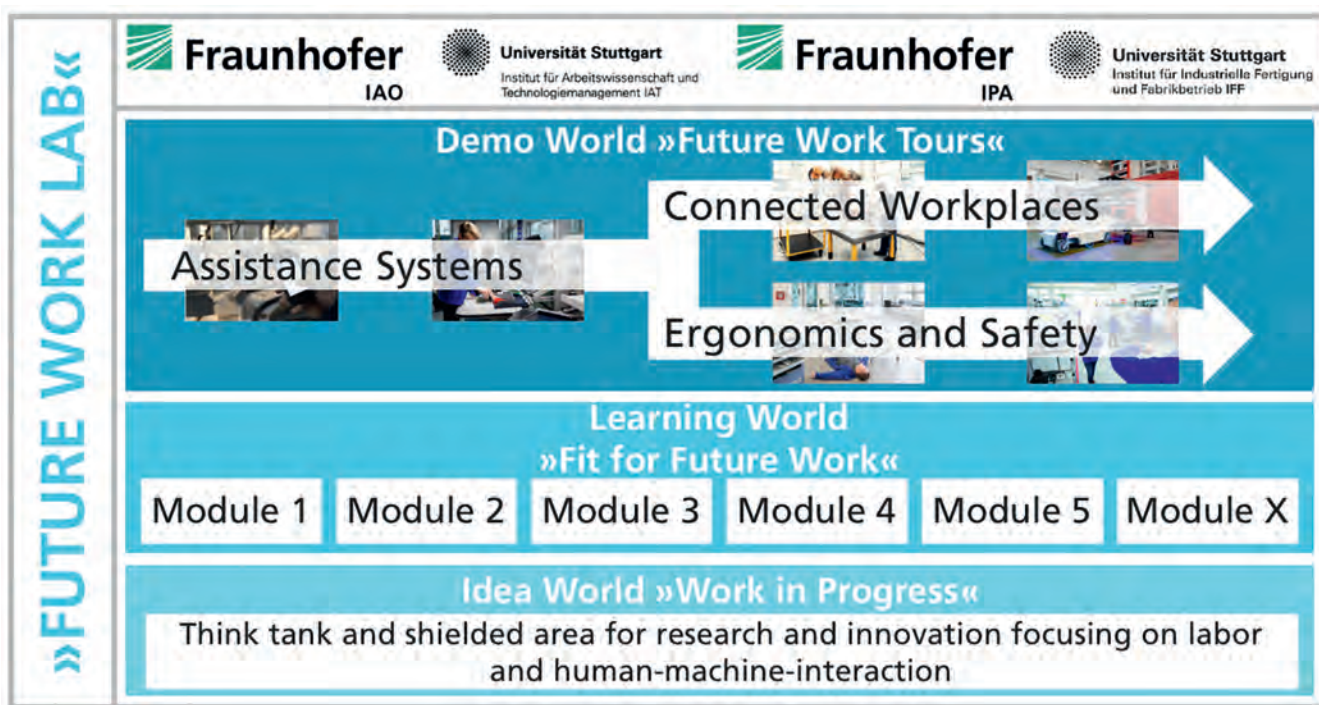 »FUTURE WORK LAB«
Fraunhofer
IAO
Universität Stuttgart
Institut für Arbeitswissenschaft und
Technologiemanagement IAT
Fraunhofer
IPA
Universität Stuttgart
Institut für Industrielle Fertigung
und Fabrikbetrieb IFF
Demo World »Future Work Tours«
Assistance Systems
Connected Workplaces
Ergonomics and Safety
Learning World
»Fit for Future Work«
Module 1
Module 2
Module 3
Module 4
Module 5
Module X
Idea World »Work in Progress«
Think tank and shielded area for research and innovation focusing on labor
and human-machine-interaction